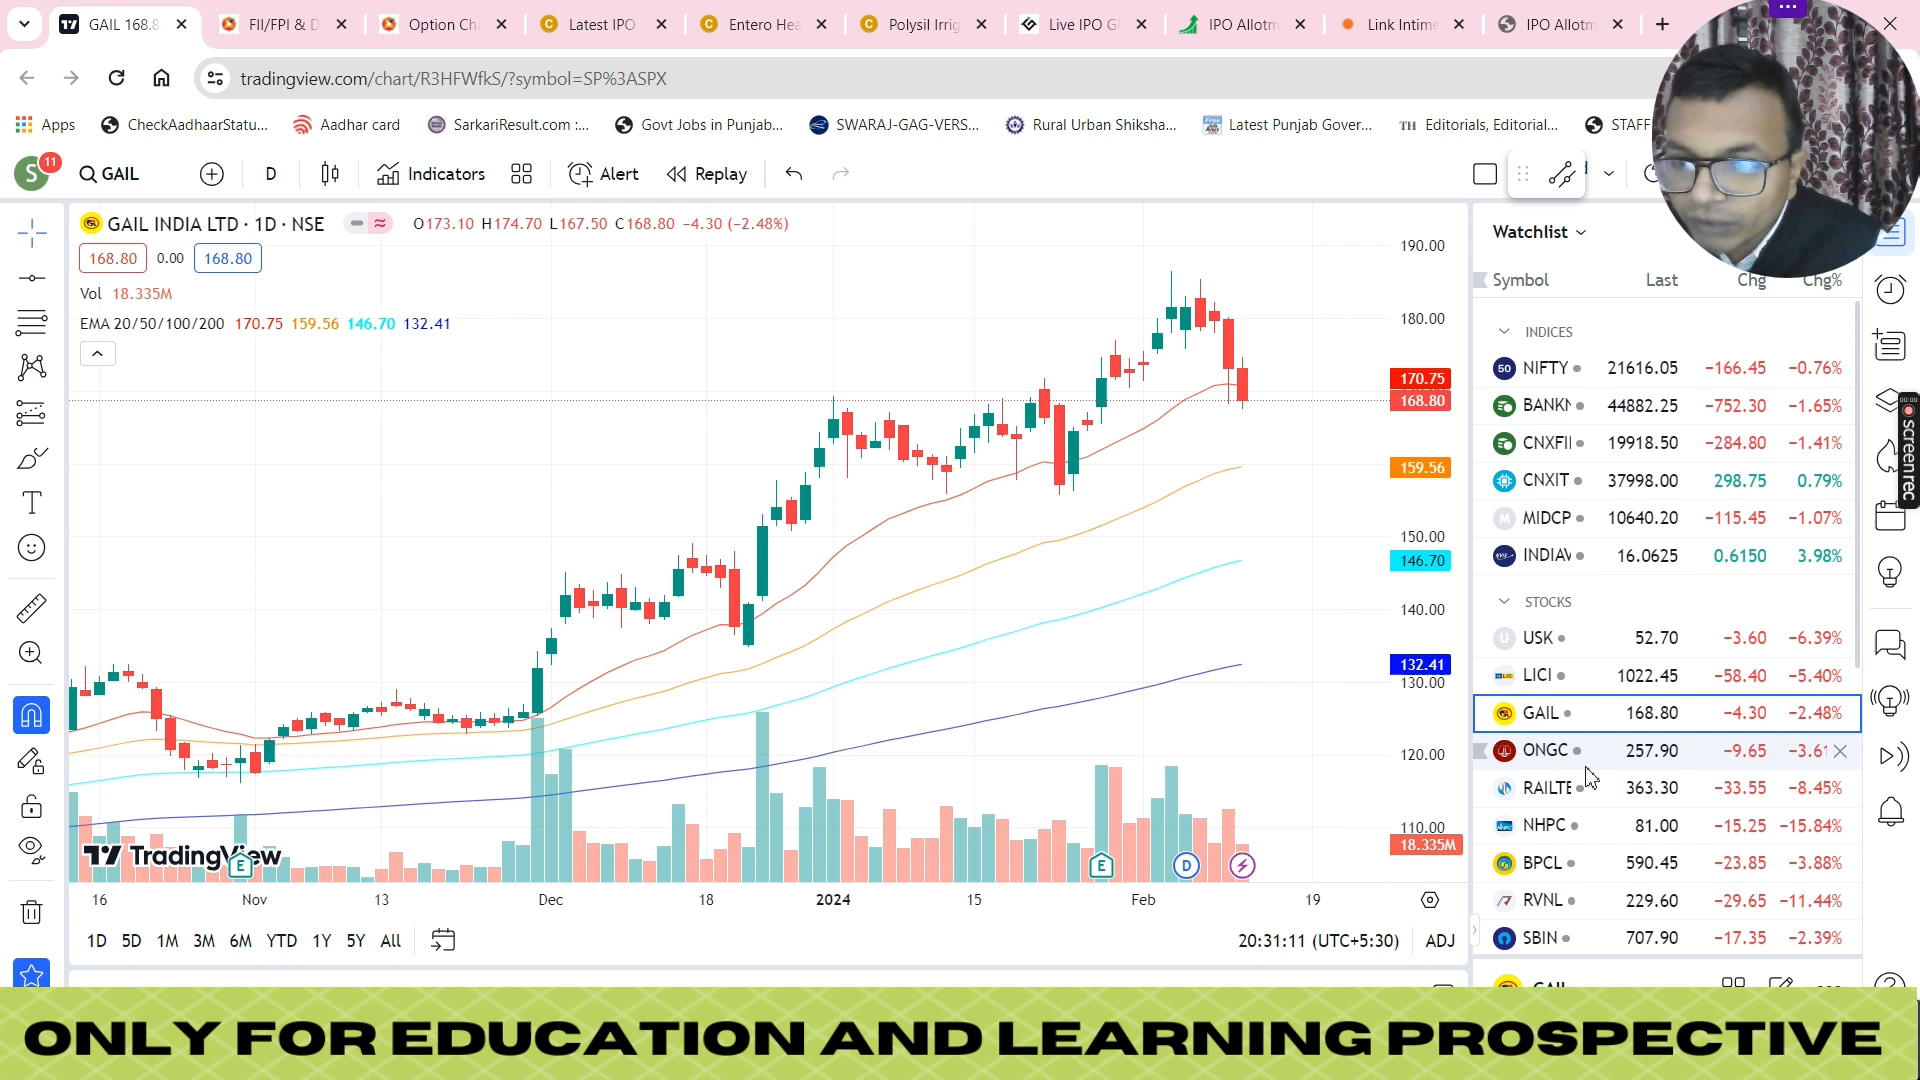 GAIL 168.8
FII/FPI & D
Option Ch
Latest IPO
Entero Hea
Polysil Irrig
Live IPO G
IPO Allotm
Link Intim
IPO Allotm
tradingview.com/chart/R3HFWfkS/?symbol=SP%3ASPX
Apps
CheckAadhaarStatu...
Aadhar card
SarkariResult.com :...
Govt Jobs in Punjab...
SWARAJ-GAG-VERS...
Rural Urban Shiksha...
Latest Punjab Gover...
TH Editorials, Editorial...
STAFF
S 11
GAIL
D
Indicators
Alert
Replay
GAIL INDIA LTD · 1D · NSE
O173.10 H174.70 L167.50 C168.80 −4.30 (−2.48%)
168.80 0.00 168.80
Vol 18.335M
EMA 20/50/100/200 170.75 159.56 146.70 132.41
190.00
180.00
170.75
168.80
159.56
150.00
146.70
140.00
132.41
130.00
120.00
110.00
18.335M
TradingView
E
E
D
16 Nov 13 Dec 18 2024 15 Feb 19
1D 5D 1M 3M 6M YTD 1Y 5Y All
20:31:11 (UTC+5:30) ADJ
Watchlist
Symbol Last Chg Chg%
INDICES
50 NIFTY 21616.05 −166.45 −0.76%
BANKN 44882.25 −752.30 −1.65%
CNXFI 19918.50 −284.80 −1.41%
CNXIT 37998.00 298.75 0.79%
M MIDCP 10640.20 −115.45 −1.07%
INDIAV 16.0625 0.6150 3.98%
STOCKS
U USK 52.70 −3.60 −6.39%
LICI 1022.45 −58.40 −5.40%
GAIL 168.80 −4.30 −2.48%
ONGC 257.90 −9.65 −3.61
RAILTE 363.30 −33.55 −8.45%
NHPC 81.00 −15.25 −15.84%
BPCL 590.45 −23.85 −3.88%
RVNL 229.60 −29.65 −11.44%
SBIN 707.90 −17.35 −2.39%
00:00
screenrec
ONLY FOR EDUCATION AND LEARNING PROSPECTIVE